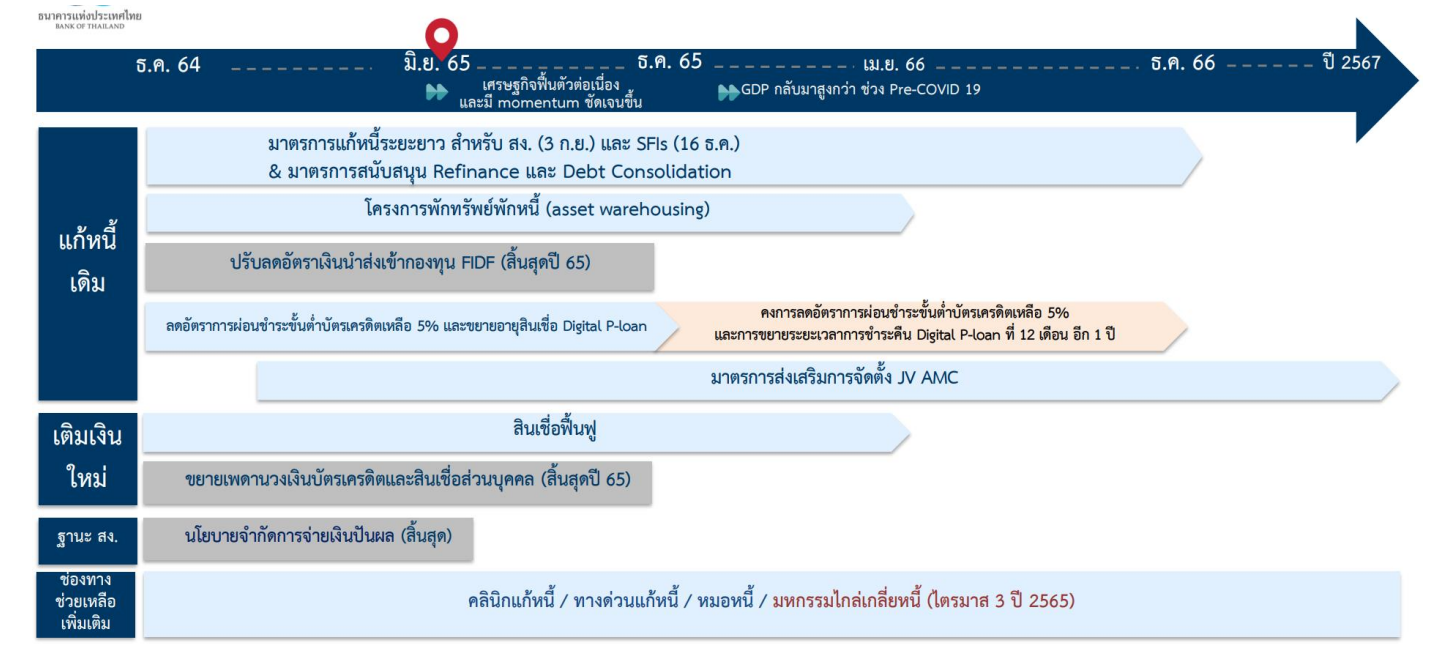 ธนาคารแห่งประเทศไทย
BANK OF THAILAND
ธ.ค. 64 มิ.ย. 65 ธ.ค. 65 เม.ย. 66 ธ.ค. 66 ปี 2567
เศรษฐกิจฟื้นตัวต่อเนื่อง
และมี momentum ชัดเจนขึ้น
GDP กลับมาสูงกว่า ช่วง Pre-COVID 19
แก้หนี้
เดิม
มาตรการแก้หนี้ระยะยาว สำหรับ สง. (3 ก.ย.) และ SFIs (16 ธ.ค.)
& มาตรการสนับสนุน Refinance และ Debt Consolidation
โครงการพักทรัพย์พักหนี้ (asset warehousing)
ปรับลดอัตราเงินนำส่งเข้ากองทุน FIDF (สิ้นสุดปี 65)
ลดอัตราการผ่อนชำระขั้นต่ำบัตรเครดิตเหลือ 5% และขยายอายุสินเชื่อ Digital P-loan
คงการลดอัตราการผ่อนชำระขั้นต่ำบัตรเครดิตเหลือ 5%
และการขยายระยะเวลาการชำระคืน Digital P-loan ที่ 12 เดือน อีก 1 ปี
มาตรการส่งเสริมการจัดตั้ง JV AMC
เติมเงิน
ใหม่
สินเชื่อฟื้นฟู
ขยายเพดานวงเงินบัตรเครดิตและสินเชื่อส่วนบุคคล (สิ้นสุดปี 65)
ฐานะ สง.
นโยบายจำกัดการจ่ายเงินปันผล (สิ้นสุด)
ช่องทาง
ช่วยเหลือ
เพิ่มเติม
คลินิกแก้หนี้ / ทางด่วนแก้หนี้ / หมอหนี้ / มหกรรมไกล่เกลี่ยหนี้ (ไตรมาส 3 ปี 2565)